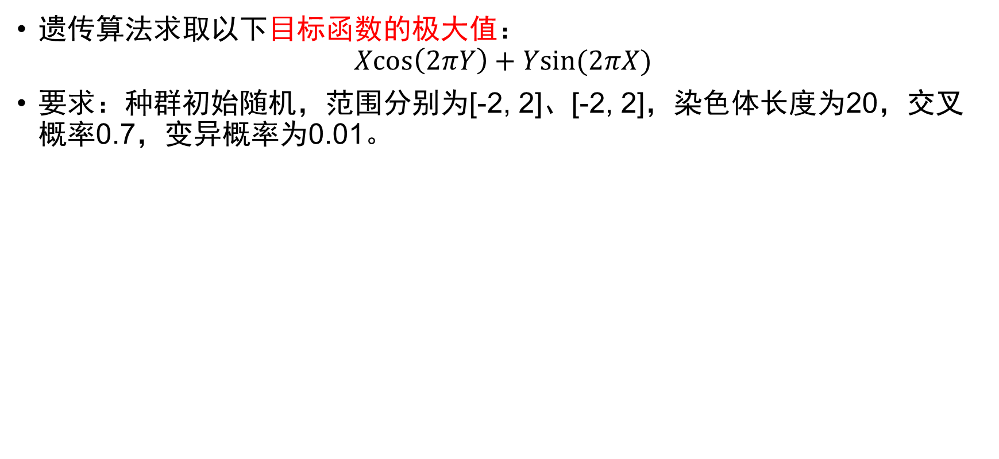 • 遗传算法求取以下目标函数的极大值：
Xcos(2πY) + Ysin(2πX)
• 要求：种群初始随机，范围分别为[-2, 2]、[-2, 2]，染色体长度为20，交叉
概率0.7，变异概率为0.01。